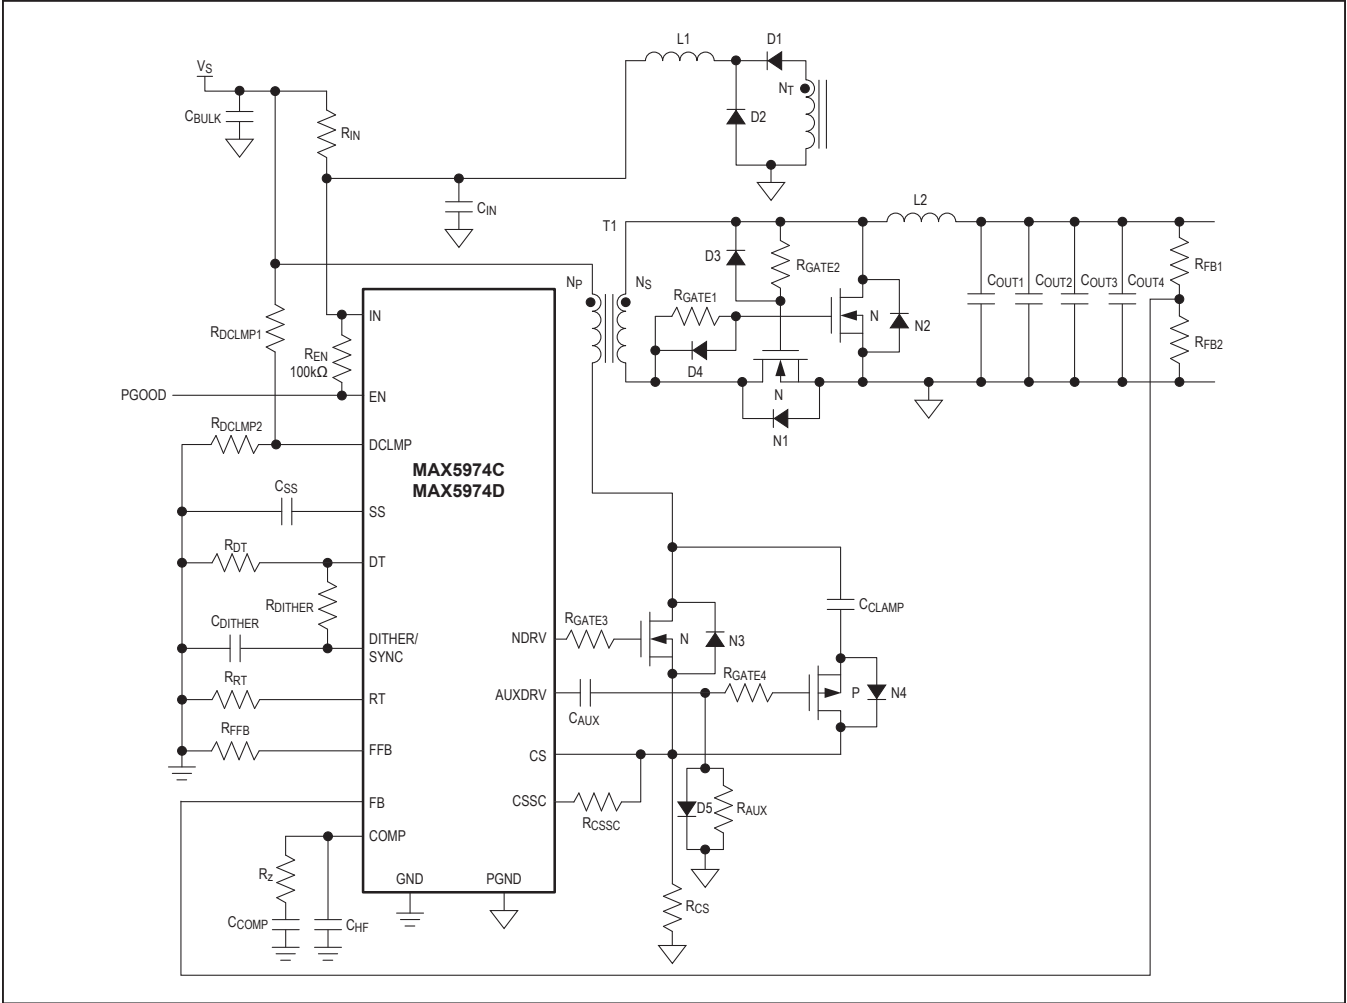 L1
D1
VS
NT
CBULK
RIN
D2
CIN
L2
T1
D3
RGATE2
RFB1
NP
NS
COUT1
COUT2
COUT3
COUT4
RGATE1
IN
N
N2
RDCLMP1
REN
100kΩ
D4
RFB2
PGOOD
EN
N
RDCLMP2
N1
DCLMP
MAX5974C
MAX5974D
CSS
SS
RDT
DT
RDITHER
CCLAMP
CDITHER
RGATE3
NDRV
N
N3
DITHER/
SYNC
RGATE4
RRT
RT
AUXDRV
P
N4
CAUX
RFFB
FFB
CS
FB
CSSC
D5
RAUX
RCSSC
COMP
RZ
GND
PGND
RCS
CCOMP
CHF